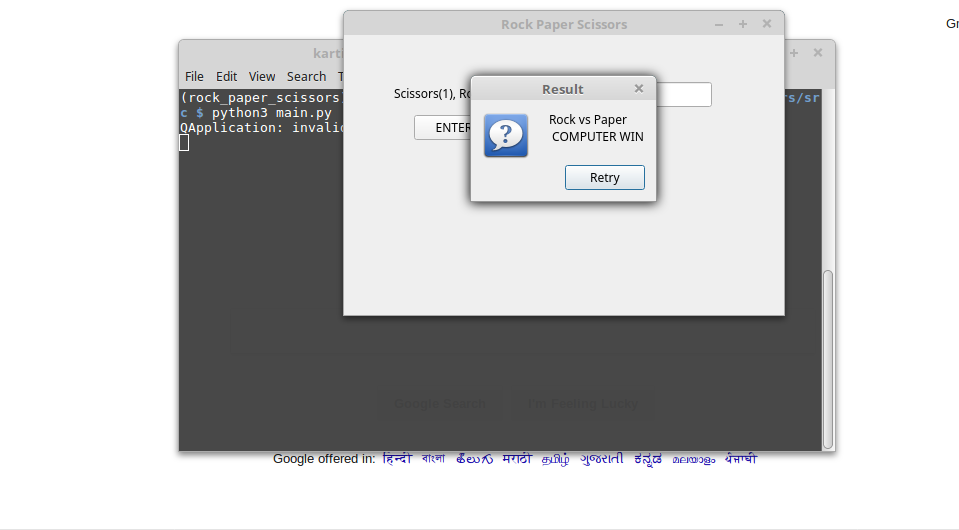 Gr
Rock Paper Scissors
karti
File Edit View Search T
(rock_paper_scissors
rs/sr
c $ python3 main.py
QApplication: invalid
Scissors(1), Ro
ENTER
Result
Rock vs Paper
COMPUTER WIN
Retry
Google Search I'm Feeling Lucky
Google offered in: हिन्दी বাংলা తెలుగు मराठी தமிழ் ગુજરાતી ಕನ್ನಡ മലയാളം ਪੰਜਾਬੀ